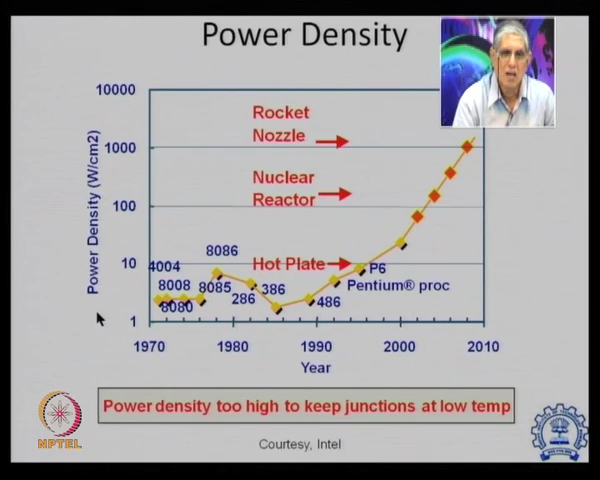 Power Density
10000
1000
100
10
1
Power Density (W/cm2)
Rocket
Nozzle
Nuclear
Reactor
Hot Plate
4004
8008
8080
8086
8085
286
386
486
P6
Pentium® proc
1970
1980
1990
2000
2010
Year
Power density too high to keep junctions at low temp
NPTEL
Courtesy, Intel